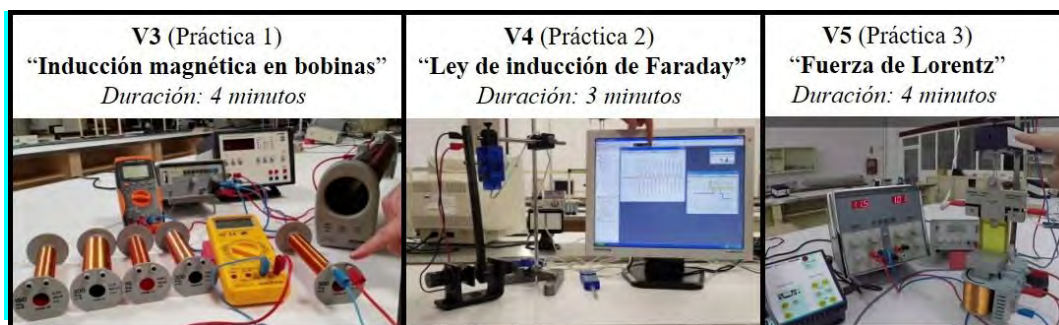 V3 (Práctica 1)
“Inducción magnética en bobinas”
Duración: 4 minutos
V4 (Práctica 2)
“Ley de inducción de Faraday”
Duración: 3 minutos
V5 (Práctica 3)
“Fuerza de Lorentz”
Duración: 4 minutos